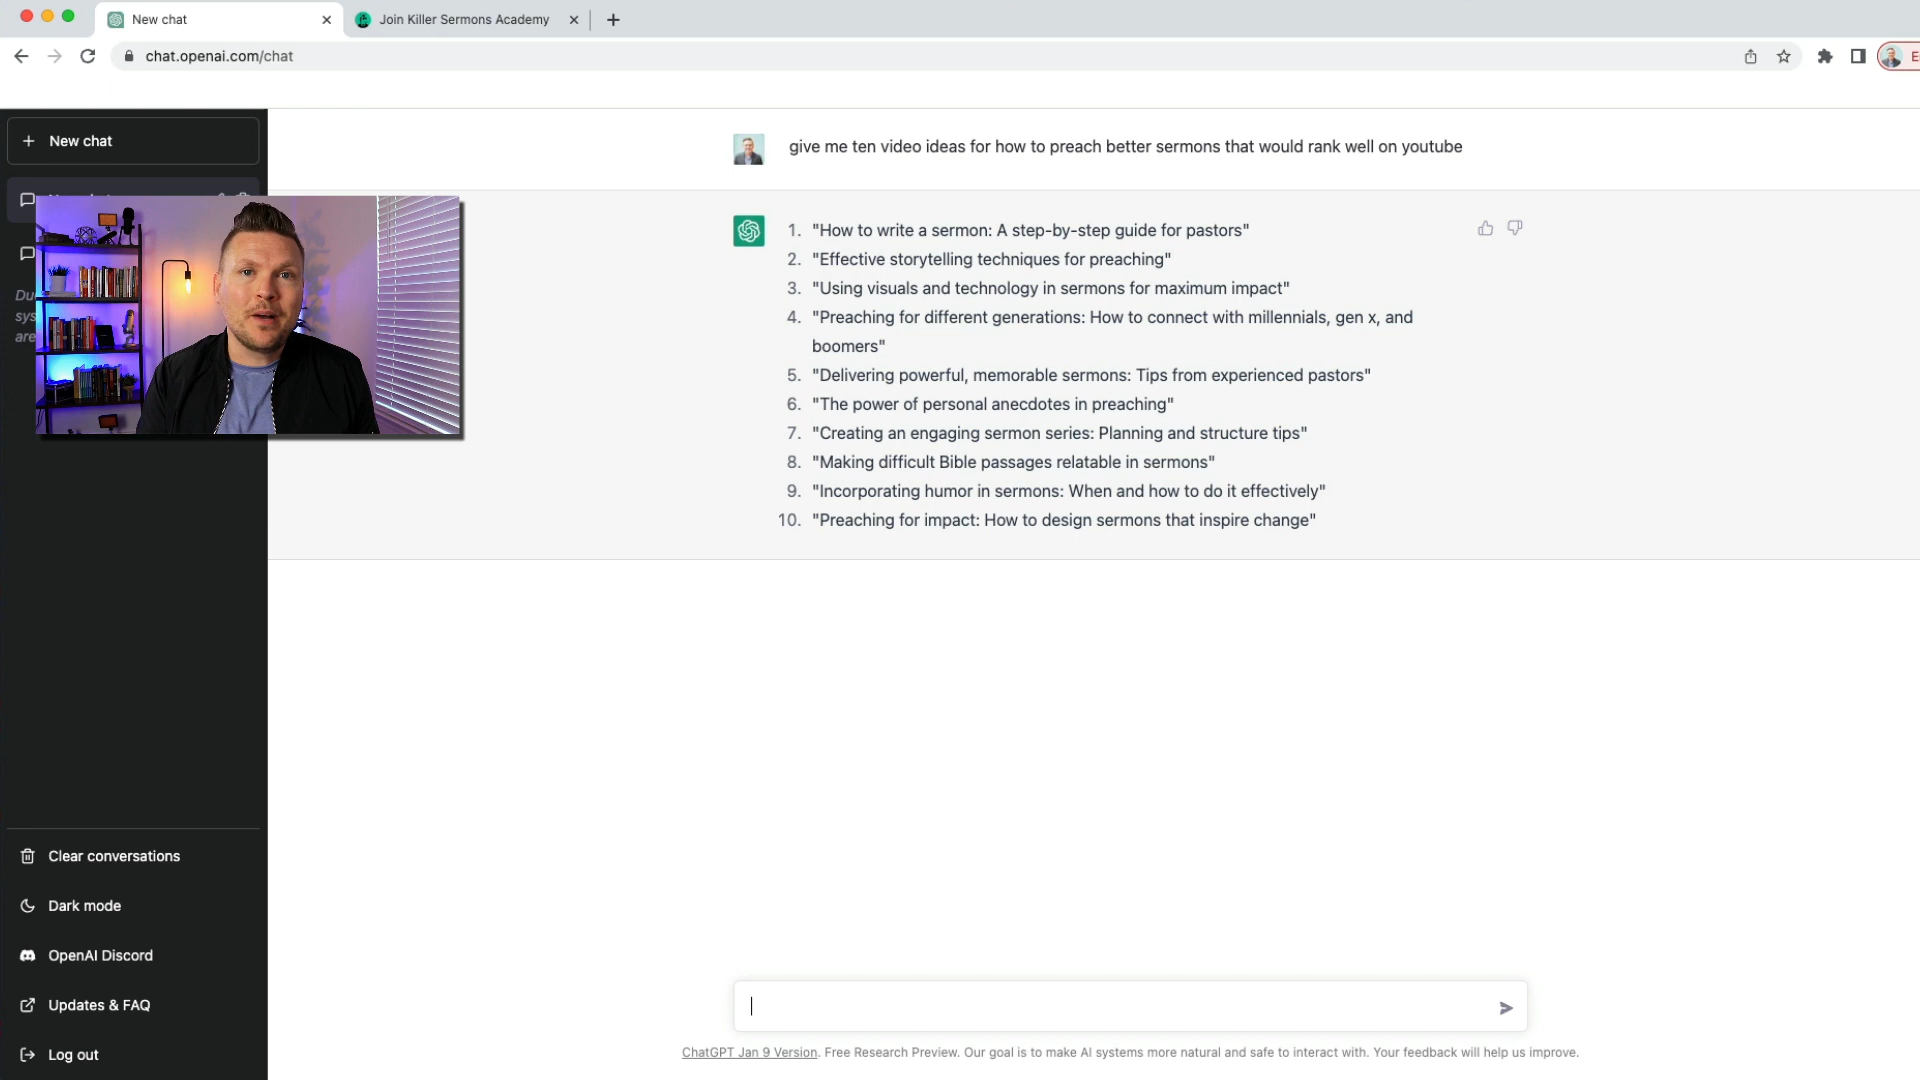 New chat
Join Killer Sermons Academy
chat.openai.com/chat
New chat
give me ten video ideas for how to preach better sermons that would rank well on youtube
1. "How to write a sermon: A step-by-step guide for pastors"
2. "Effective storytelling techniques for preaching"
3. "Using visuals and technology in sermons for maximum impact"
4. "Preaching for different generations: How to connect with millennials, gen x, and
boomers"
5. "Delivering powerful, memorable sermons: Tips from experienced pastors"
6. "The power of personal anecdotes in preaching"
7. "Creating an engaging sermon series: Planning and structure tips"
8. "Making difficult Bible passages relatable in sermons"
9. "Incorporating humor in sermons: When and how to do it effectively"
10. "Preaching for impact: How to design sermons that inspire change"
Clear conversations
Dark mode
OpenAI Discord
Updates & FAQ
Log out
ChatGPT Jan 9 Version. Free Research Preview. Our goal is to make AI systems more natural and safe to interact with. Your feedback will help us improve.